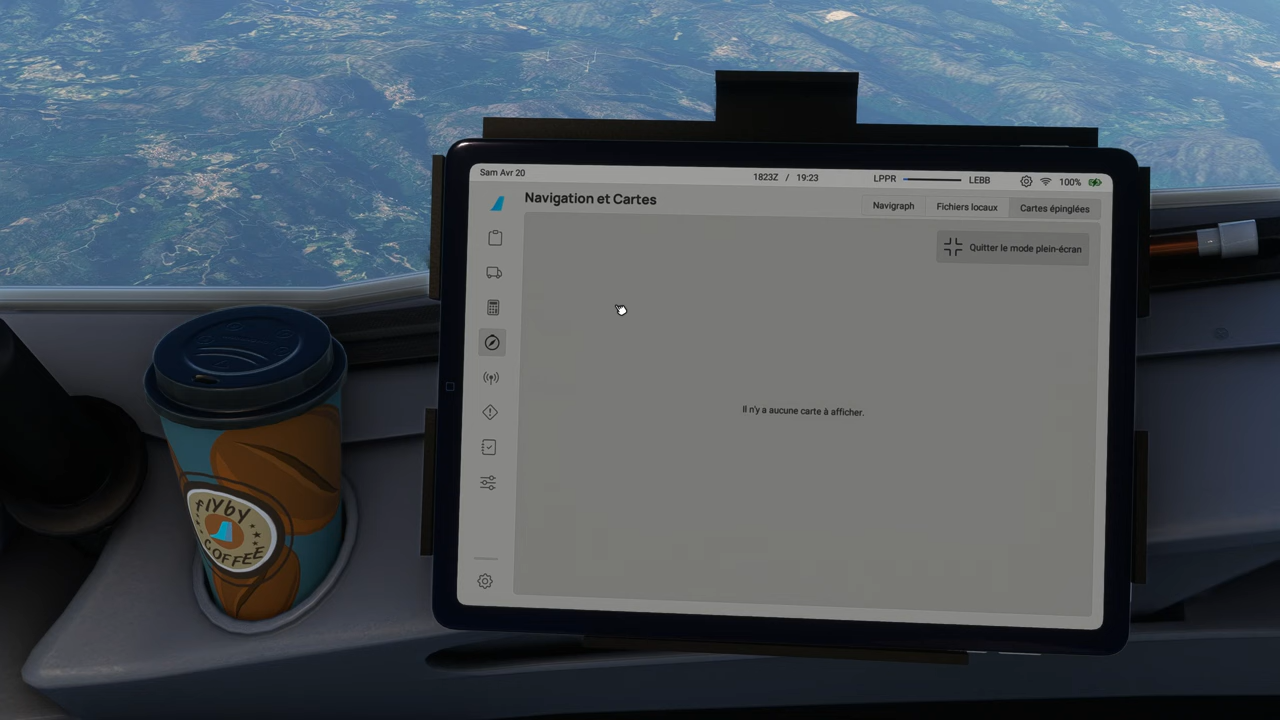 Sam Avr 20
1823Z / 19:23
LPPR
LEBB
100%
Navigation et Cartes
Navigraph
Fichiers locaux
Cartes épinglées
Quitter le mode plein-écran
Il n'y a aucune carte à afficher.
flyby
COFFEE